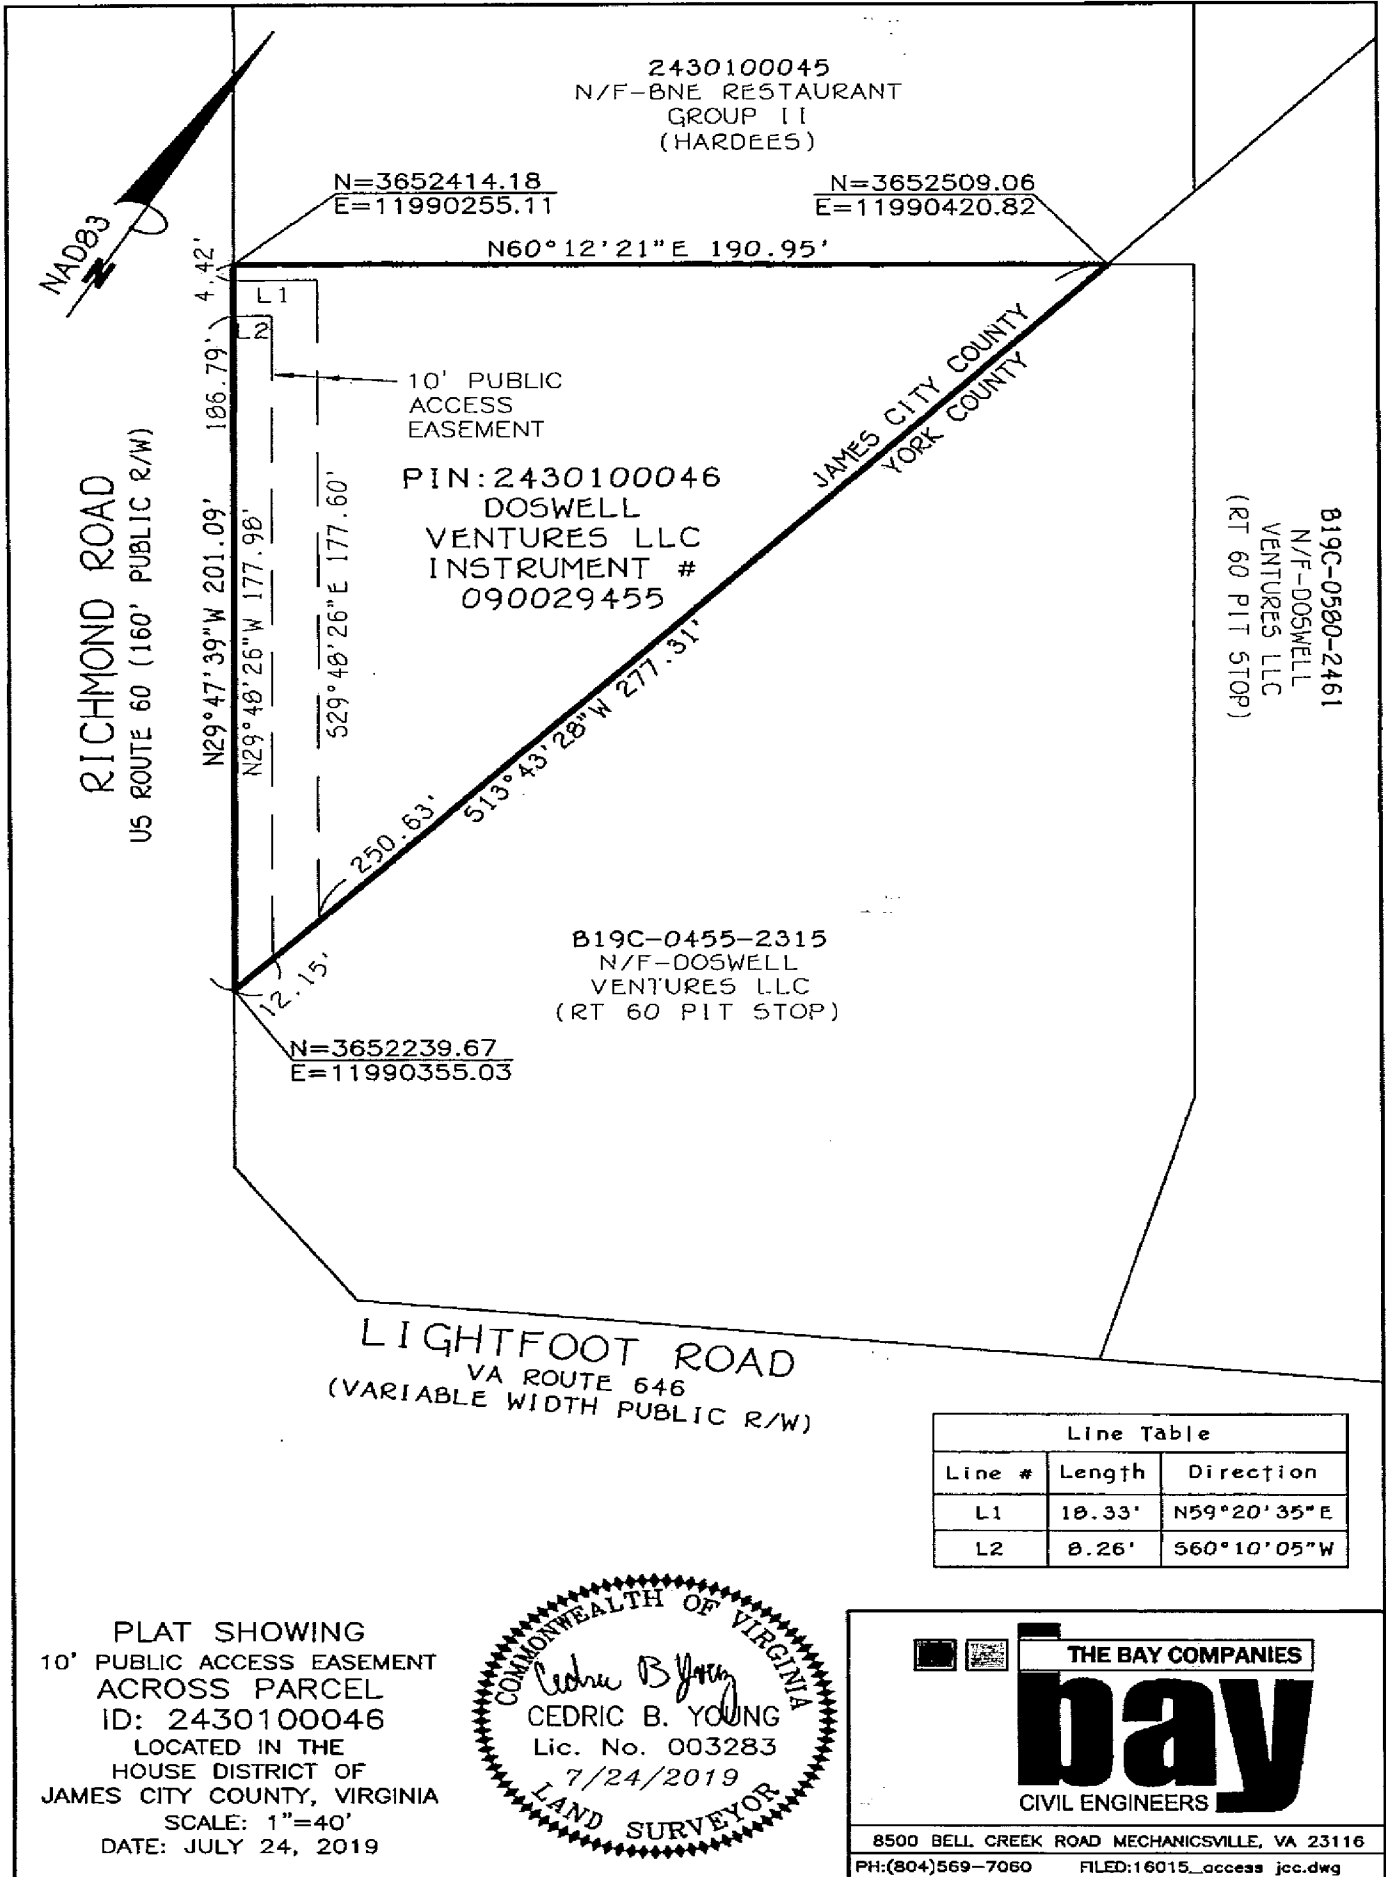 2430100045
N/F-BNE RESTAURANT
GROUP II
(HARDEES)
N=3652414.18
E=11990255.11
N=3652509.06
E=11990420.82
NAD83
N
N60°12'21"E 190.95'
4.42'
L1
L2
186.79'
10' PUBLIC
ACCESS
EASEMENT
JAMES CITY COUNTY
YORK COUNTY
PIN:2430100046
DOSWELL
VENTURES LLC
INSTRUMENT #
090029455
RICHMOND ROAD
US ROUTE 60 (160' PUBLIC R/W)
N29°47'39"W 201.09'
N29°48'26"W 177.98'
S29°48'26"E 177.60'
B19C-0580-2461
N/F-DOSWELL
VENTURES LLC
(RT 60 PIT STOP)
S13°43'28"W 277.31'
250.63'
12.15'
B19C-0455-2315
N/F-DOSWELL
VENTURES LLC
(RT 60 PIT STOP)
N=3652239.67
E=11990355.03
LIGHTFOOT ROAD
VA ROUTE 646
(VARIABLE WIDTH PUBLIC R/W)
Line Table
Line # Length Direction
L1 18.33' N59°20'35"E
L2 8.26' S60°10'05"W
PLAT SHOWING
10' PUBLIC ACCESS EASEMENT
ACROSS PARCEL
ID: 2430100046
LOCATED IN THE
HOUSE DISTRICT OF
JAMES CITY COUNTY, VIRGINIA
SCALE: 1"=40'
DATE: JULY 24, 2019
COMMONWEALTH OF VIRGINIA
Cedric B Young
CEDRIC B. YOUNG
Lic. No. 003283
7/24/2019
LAND SURVEYOR
THE BAY COMPANIES
bay
CIVIL ENGINEERS
8500 BELL CREEK ROAD MECHANICSVILLE, VA 23116
PH:(804)569-7060 FILED:16015_access jcc.dwg